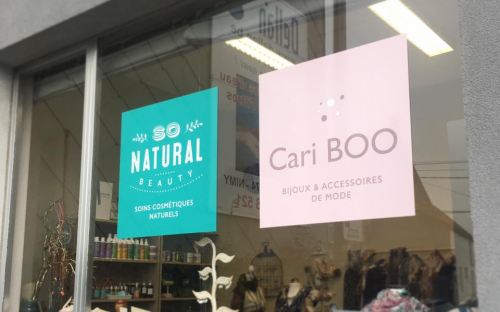 SO
NATURAL
BEAUTY
SOINS COSMÉTIQUES
NATURELS
Cari BOO
BIJOUX & ACCESSOIRES
DE MODE